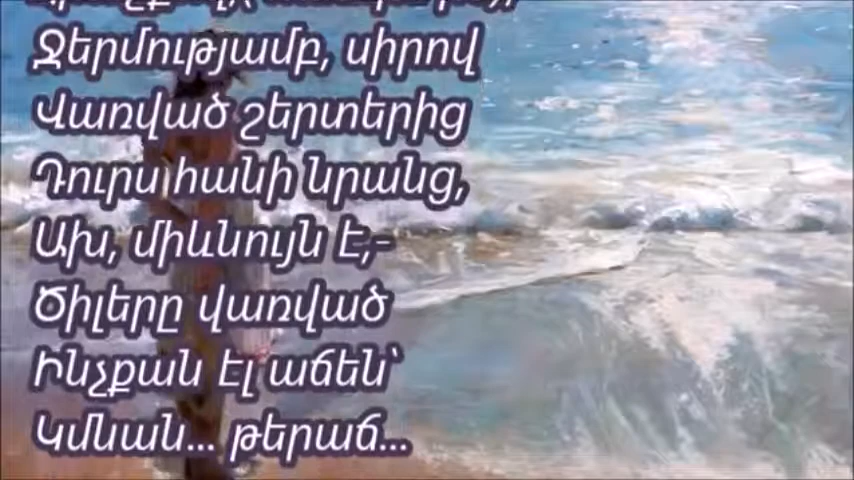 Ջերմությամբ, սիրով
Վառված շերտերից
Դուրս հանի նրանց,
Ախ, միևնույն է,-
Ծիլերը վառված
Ինչքան էլ աճեն՝
Կմնան... թերաճ...